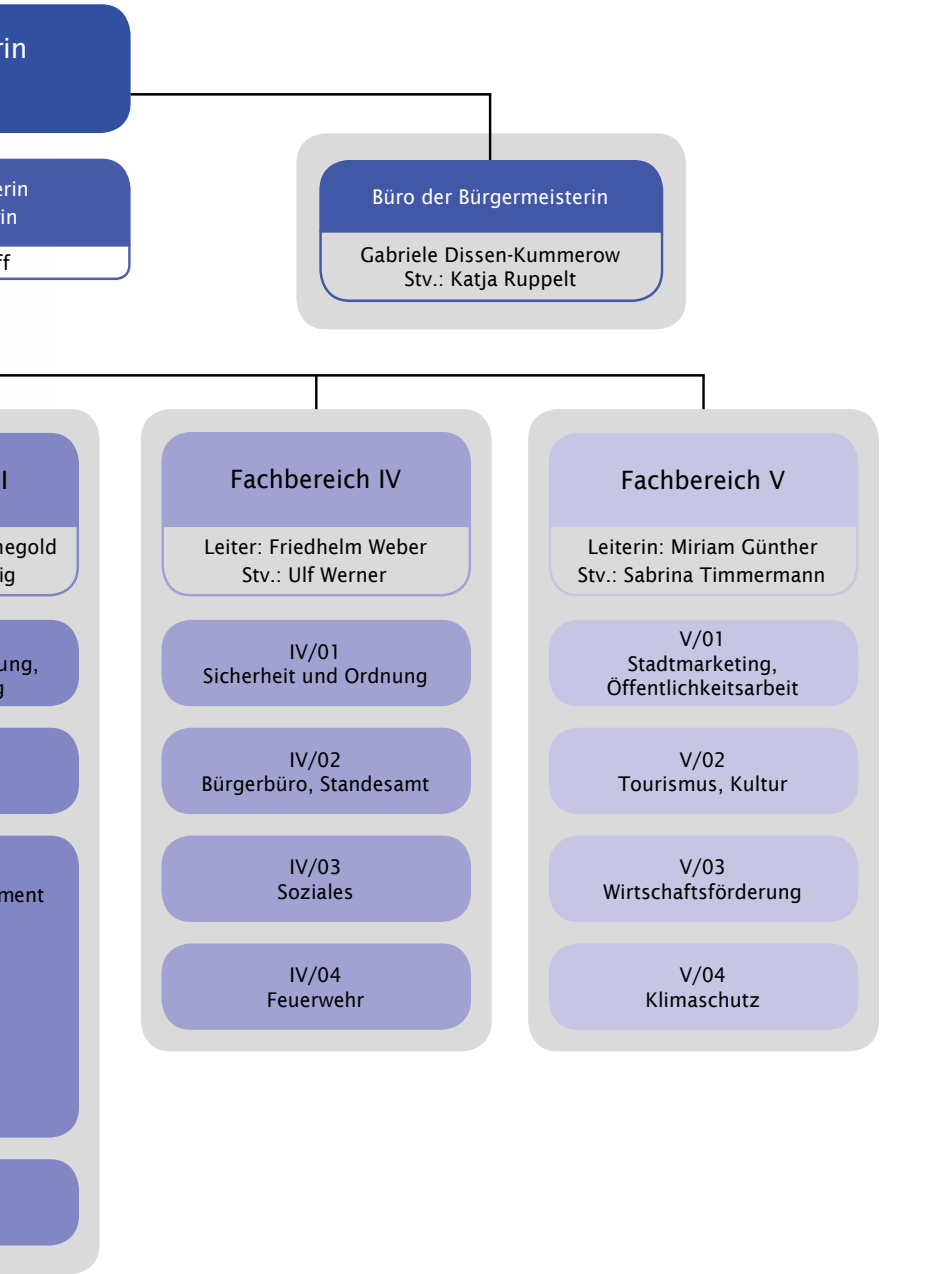 Büro der Bürgermeisterin
Gabriele Dissen-Kummerow
Stv.: Katja Ruppelt
Fachbereich IV
Leiter: Friedhelm Weber
Stv.: Ulf Werner
IV/01
Sicherheit und Ordnung
IV/02
Bürgerbüro, Standesamt
IV/03
Soziales
IV/04
Feuerwehr
Fachbereich V
Leiterin: Miriam Günther
Stv.: Sabrina Timmermann
V/01
Stadtmarketing,
Öffentlichkeitsarbeit
V/02
Tourismus, Kultur
V/03
Wirtschaftsförderung
V/04
Klimaschutz